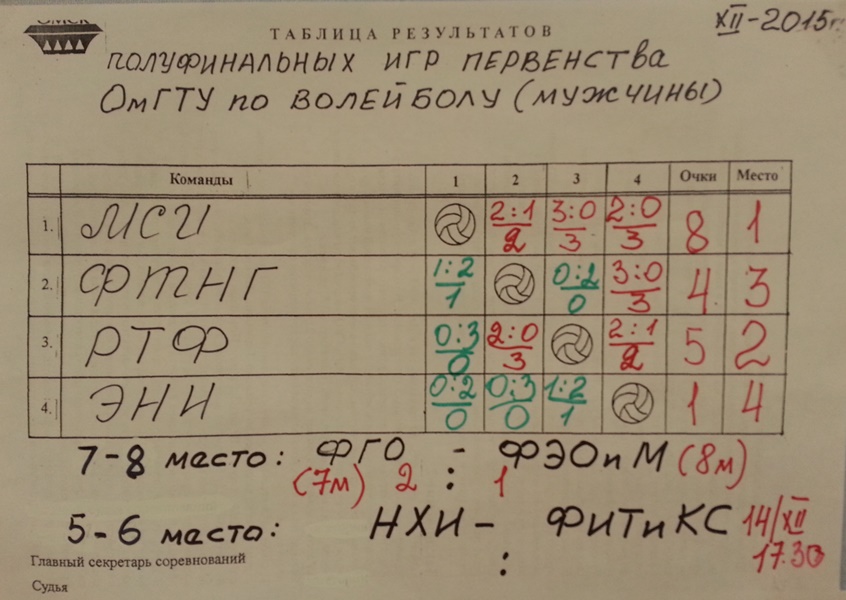 ОМСК
ТАБЛИЦА РЕЗУЛЬТАТОВ
XII-2015г.
ПОЛУФИНАЛЬНЫХ ИГР ПЕРВЕНСТВА
ОмГТУ по ВОЛЕЙБОЛУ (МУЖЧИНЫ)
Команды 1 2 3 4 Очки Место
1. МСИ 2:1/2 3:0/3 2:0/3 8 1
2. ФТНГ 1:2/1 0:2/0 3:0/3 4 3
3. РТФ 0:3/0 2:0/3 2:1/2 5 2
4. ЭНИ 0:2/0 0:3/0 1:2/1 1 4
7-8 место: ФГО - ФЭОиМ (8м)
(7м) 2 : 1
5-6 место: НХИ - ФИТиКС 14/XII
17.30
:
Главный секретарь соревнований
Судья